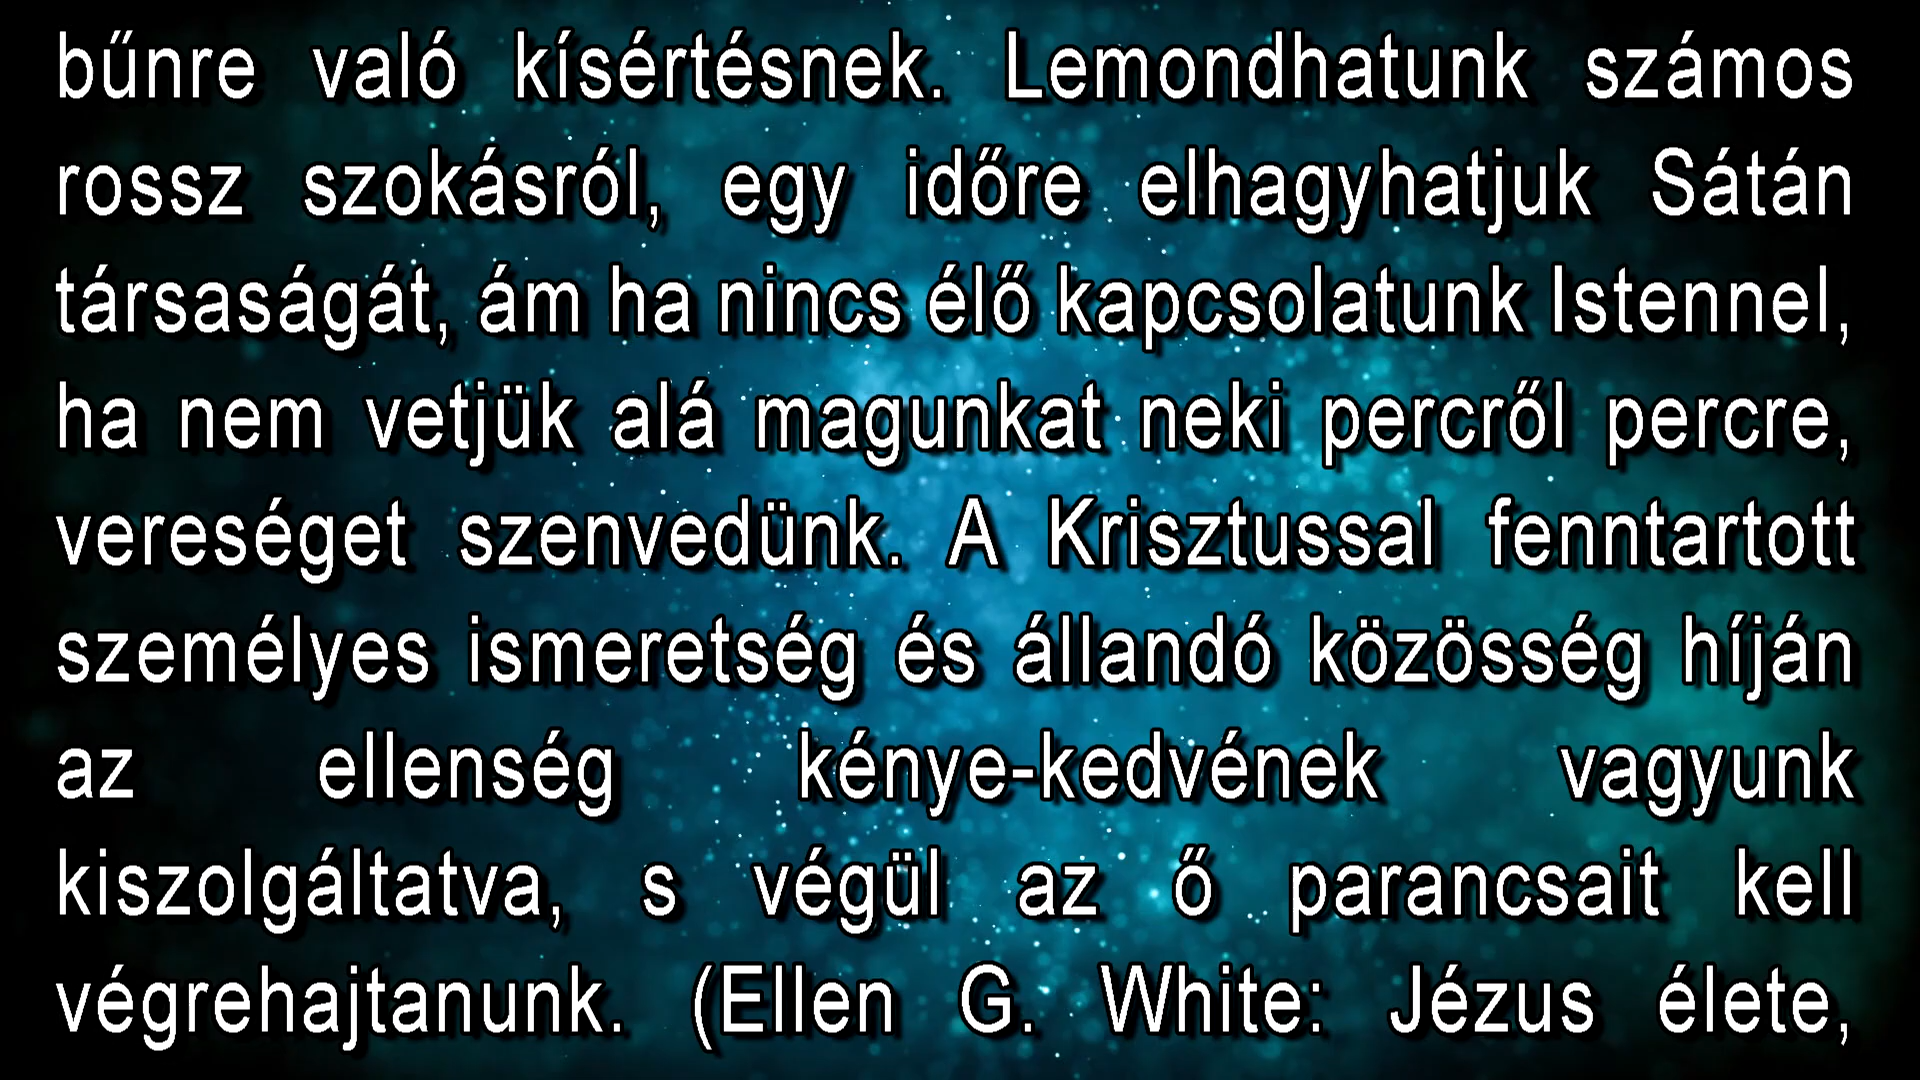 bűnre való kísértésnek. Lemondhatunk számos
rossz szokásról, egy időre elhagyhatjuk Sátán
társaságát, ám ha nincs élő kapcsolatunk Istennel,
ha nem vetjük alá magunkat neki percről percre,
vereséget szenvedünk. A Krisztussal fenntartott
személyes ismeretség és állandó közösség híján
az ellenség kénye-kedvének vagyunk
kiszolgáltatva, s végül az ő parancsait kell
végrehajtanunk. (Ellen G. White: Jézus élete,